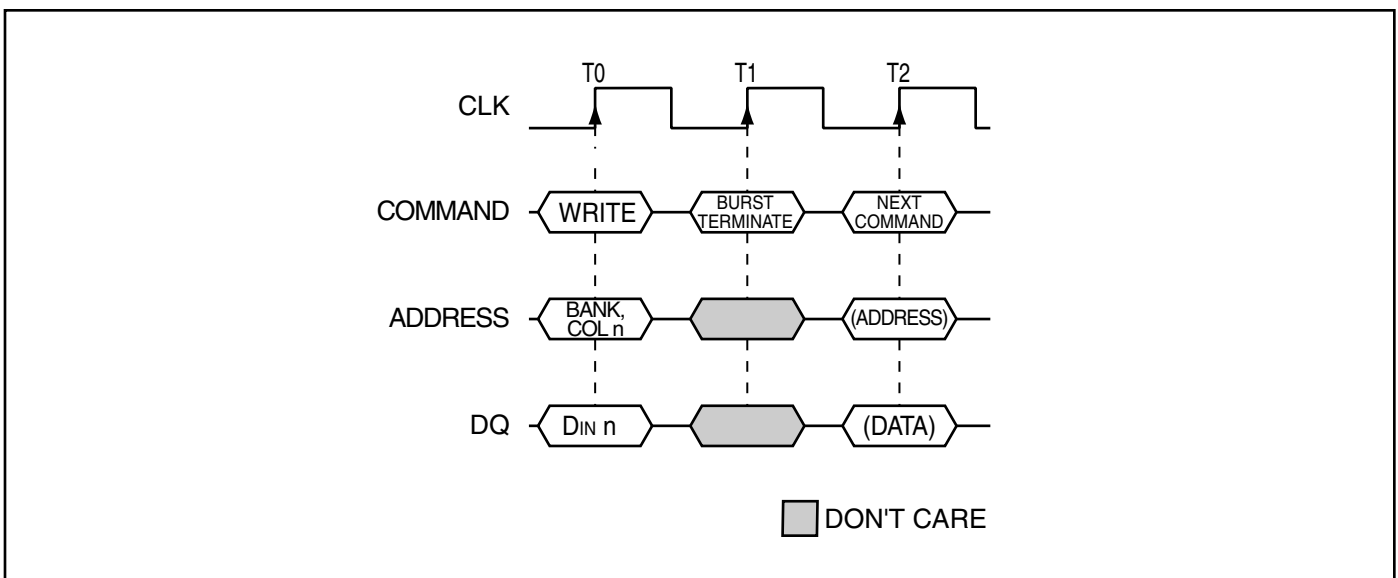 T0 T1 T2
CLK
COMMAND WRITE BURST TERMINATE NEXT COMMAND
ADDRESS BANK, COL n (ADDRESS)
DQ DIN n (DATA)
DON'T CARE